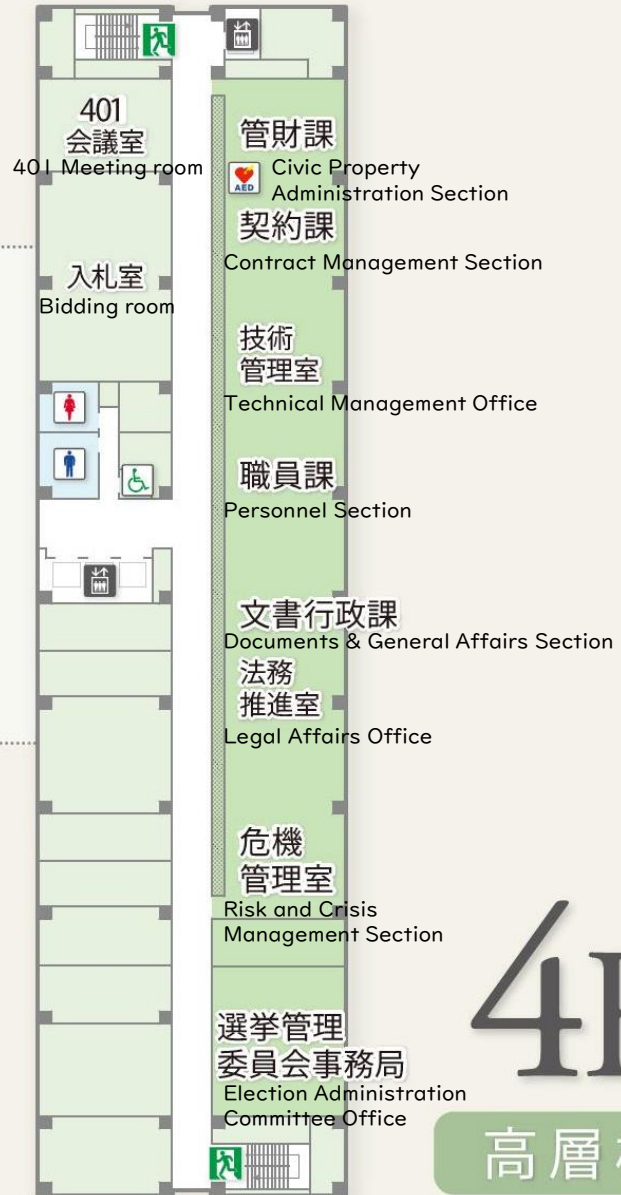 401
会議室
401 Meeting room
管財課
AED
Civic Property
Administration Section
契約課
Contract Management Section
入札室
Bidding room
技術
管理室
Technical Management Office
職員課
Personnel Section
文書行政課
Documents & General Affairs Section
法務
推進室
Legal Affairs Office
危機
管理室
Risk and Crisis
Management Section
選挙管理
委員会事務局
Election Administration
Committee Office
4
高層